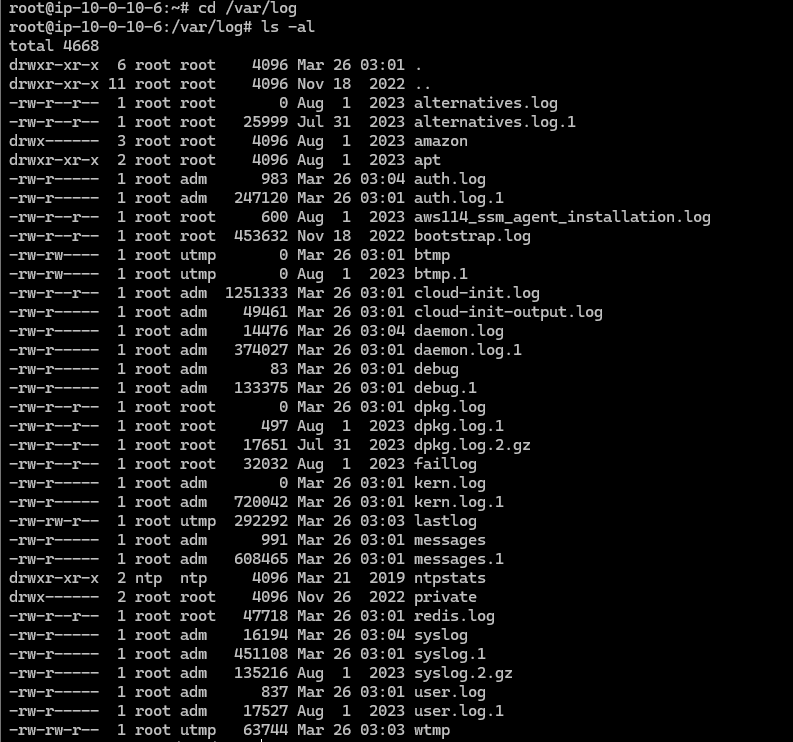 root@ip-10-0-10-6:~# cd /var/log
root@ip-10-0-10-6:/var/log# ls -al
total 4668
drwxr-xr-x  6 root root    4096 Mar 26 03:01 .
drwxr-xr-x 11 root root    4096 Nov 18  2022 ..
-rw-r--r--  1 root root       0 Aug  1  2023 alternatives.log
-rw-r--r--  1 root root   25999 Jul 31  2023 alternatives.log.1
drwx------  3 root root    4096 Aug  1  2023 amazon
drwxr-xr-x  2 root root    4096 Aug  1  2023 apt
-rw-r-----  1 root adm      983 Mar 26 03:04 auth.log
-rw-r-----  1 root adm   247120 Mar 26 03:01 auth.log.1
-rw-r--r--  1 root root     600 Aug  1  2023 aws114_ssm_agent_installation.log
-rw-r--r--  1 root root  453632 Nov 18  2022 bootstrap.log
-rw-rw----  1 root utmp       0 Mar 26 03:01 btmp
-rw-rw----  1 root utmp       0 Aug  1  2023 btmp.1
-rw-r--r--  1 root adm  1251333 Mar 26 03:01 cloud-init.log
-rw-r-----  1 root adm    49461 Mar 26 03:01 cloud-init-output.log
-rw-r-----  1 root adm    14476 Mar 26 03:04 daemon.log
-rw-r-----  1 root adm   374027 Mar 26 03:01 daemon.log.1
-rw-r-----  1 root adm       83 Mar 26 03:01 debug
-rw-r-----  1 root adm   133375 Mar 26 03:01 debug.1
-rw-r--r--  1 root root       0 Mar 26 03:01 dpkg.log
-rw-r--r--  1 root root     497 Aug  1  2023 dpkg.log.1
-rw-r--r--  1 root root   17651 Jul 31  2023 dpkg.log.2.gz
-rw-r--r--  1 root root   32032 Aug  1  2023 faillog
-rw-r-----  1 root adm        0 Mar 26 03:01 kern.log
-rw-r-----  1 root adm   720042 Mar 26 03:01 kern.log.1
-rw-rw-r--  1 root utmp  292292 Mar 26 03:03 lastlog
-rw-r-----  1 root adm      991 Mar 26 03:01 messages
-rw-r-----  1 root adm   608465 Mar 26 03:01 messages.1
drwxr-xr-x  2 ntp  ntp     4096 Mar 21  2019 ntpstats
drwx------  2 root root    4096 Nov 26  2022 private
-rw-r--r--  1 root root   47718 Mar 26 03:01 redis.log
-rw-r-----  1 root adm    16194 Mar 26 03:04 syslog
-rw-r-----  1 root adm   451108 Mar 26 03:01 syslog.1
-rw-r-----  1 root adm   135216 Aug  1  2023 syslog.2.gz
-rw-r-----  1 root adm      837 Mar 26 03:01 user.log
-rw-r-----  1 root adm    17527 Aug  1  2023 user.log.1
-rw-rw-r--  1 root utmp   63744 Mar 26 03:03 wtmp